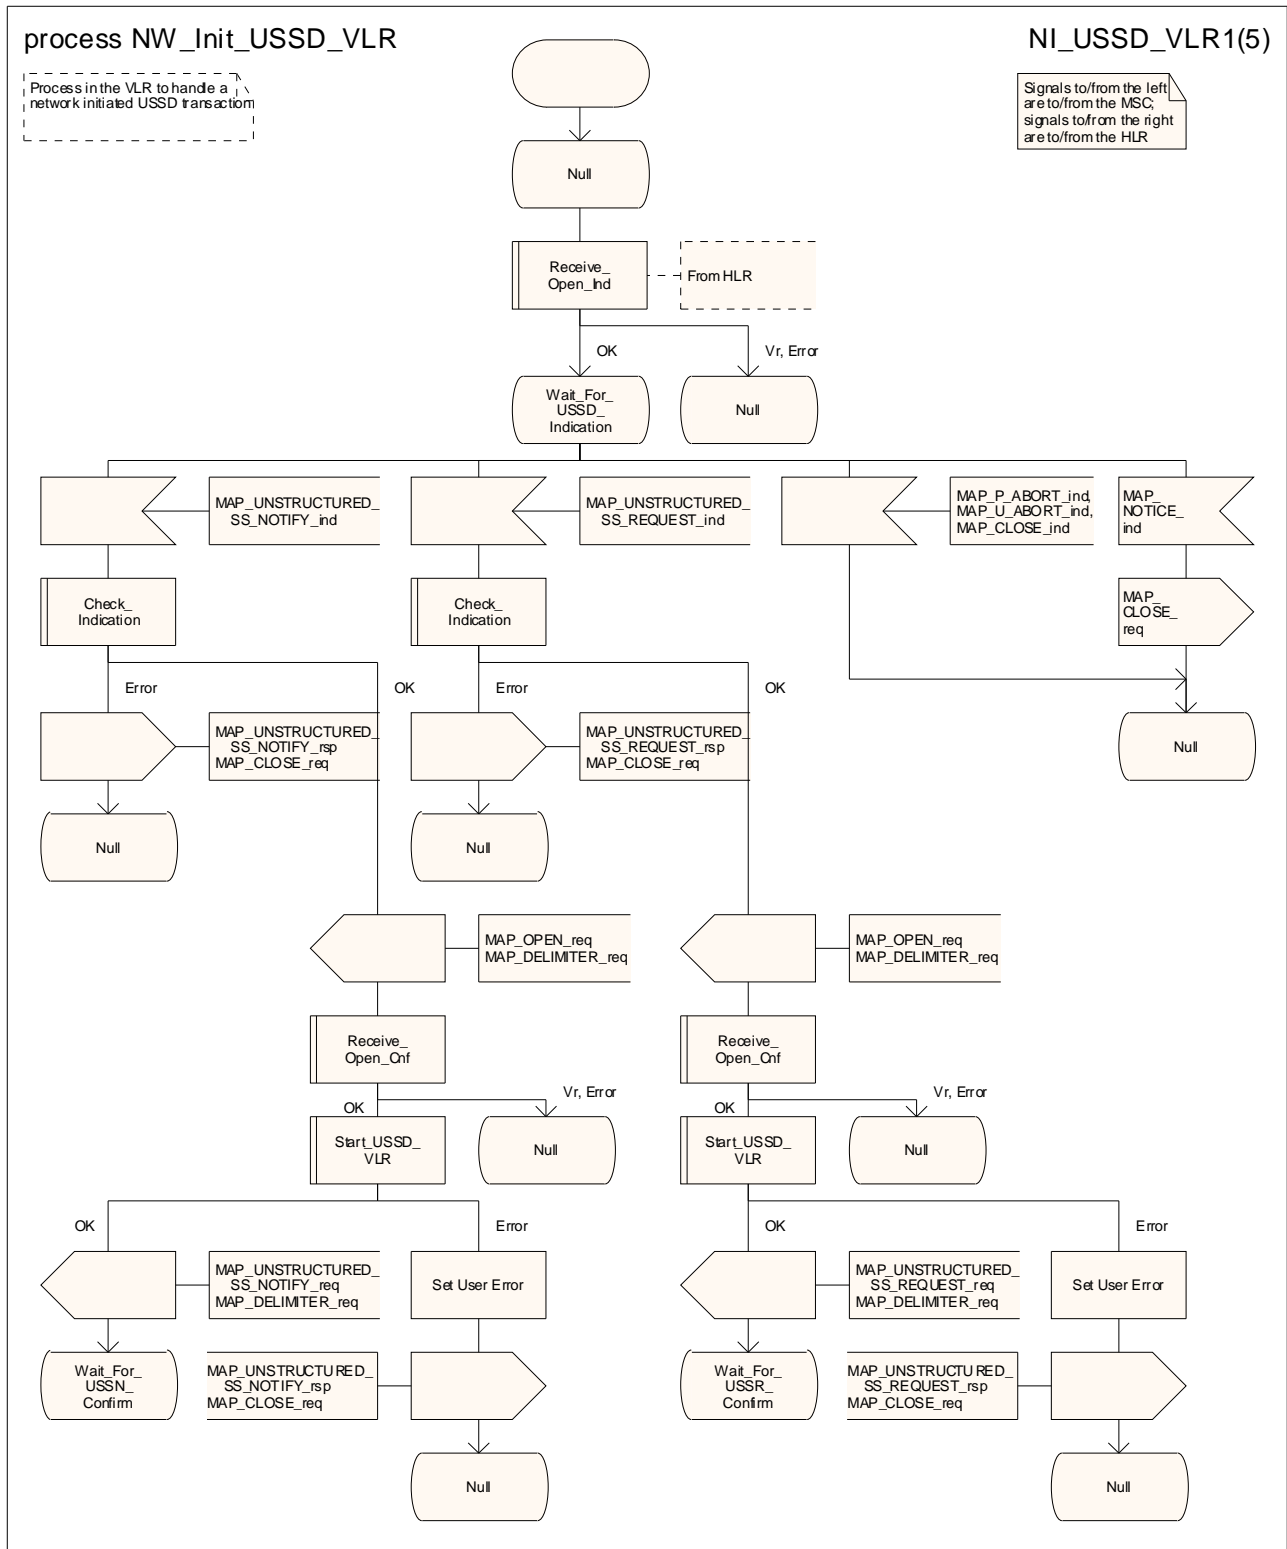 process NW_Init_USSD_VLR
NI_USSD_VLR1(5)
Process in the VLR to handle a
network initiated USSD transaction
Signals to/from the left
are to/from the MSC;
signals to/from the right
are to/from the HLR
Null
Receive_
Open_Ind
From HLR
OK
Vr, Error
Wait_For_
USSD_
Indication
Null
MAP_UNSTRUCTURED_
SS_NOTIFY_ind
MAP_UNSTRUCTURED_
SS_REQUEST_ind
MAP_P_ABORT_ind,
MAP_U_ABORT_ind,
MAP_CLOSE_ind
MAP_
NOTICE_
ind
Check_
Indication
Check_
Indication
MAP_
CLOSE_
req
Error
OK
Error
OK
MAP_UNSTRUCTURED_
SS_NOTIFY_rsp
MAP_CLOSE_req
MAP_UNSTRUCTURED_
SS_REQUEST_rsp
MAP_CLOSE_req
Null
Null
Null
MAP_OPEN_req
MAP_DELIMITER_req
MAP_OPEN_req
MAP_DELIMITER_req
Receive_
Open_Cnf
Receive_
Open_Cnf
Vr, Error
Vr, Error
OK
OK
Start_USSD_
VLR
Null
Start_USSD_
VLR
Null
OK
Error
OK
Error
MAP_UNSTRUCTURED_
SS_NOTIFY_req
MAP_DELIMITER_req
Set User Error
MAP_UNSTRUCTURED_
SS_REQUEST_req
MAP_DELIMITER_req
Set User Error
Wait_For_
USSN_
Confirm
MAP_UNSTRUCTURED_
SS_NOTIFY_rsp
MAP_CLOSE_req
Wait_For_
USSR_
Confirm
MAP_UNSTRUCTURED_
SS_REQUEST_rsp
MAP_CLOSE_req
Null
Null